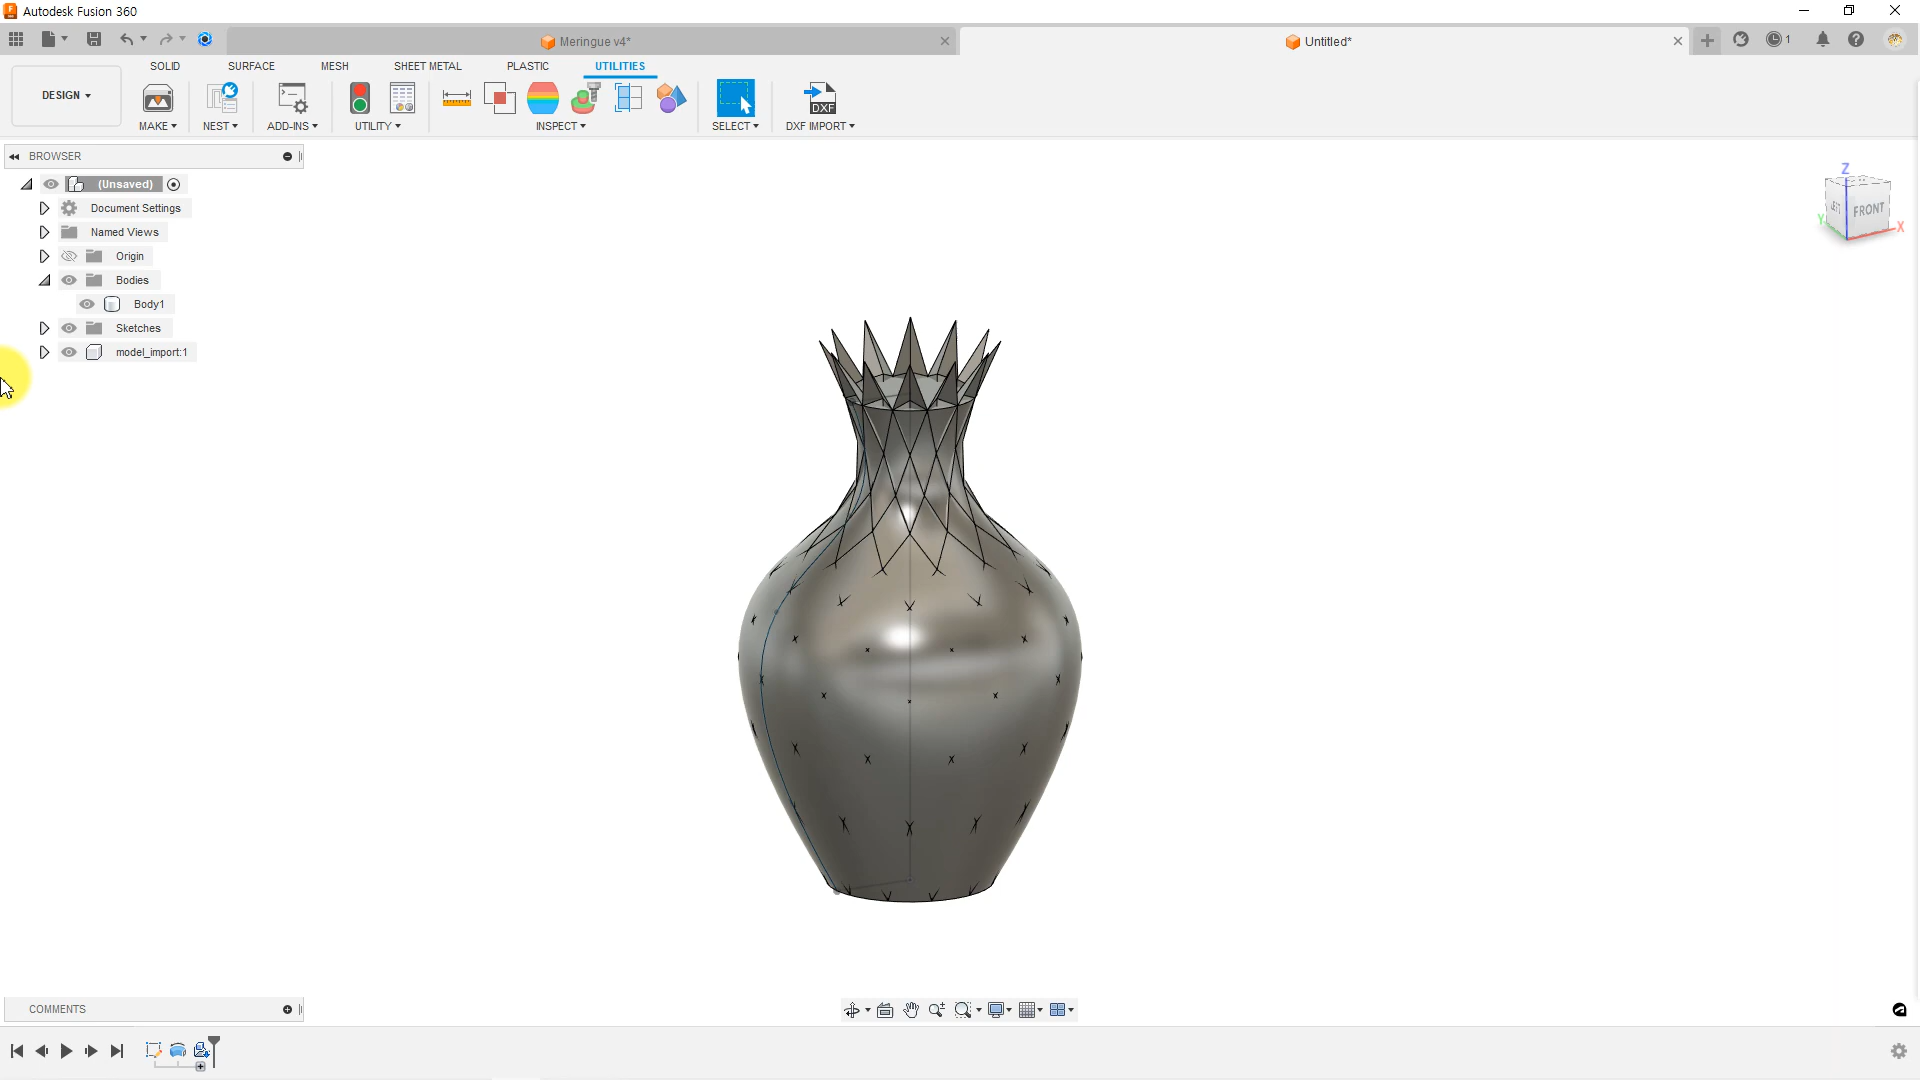 Autodesk Fusion 360
Meringue v4*
Untitled*
1
DESIGN
SOLID
SURFACE
MESH
SHEET METAL
PLASTIC
UTILITIES
MAKE
NEST
ADD-INS
UTILITY
INSPECT
SELECT
DXF
DXF IMPORT
BROWSER
(Unsaved)
Document Settings
Named Views
Origin
Bodies
Body1
Sketches
model_import:1
Z
LEFT
FRONT
Y
X
COMMENTS